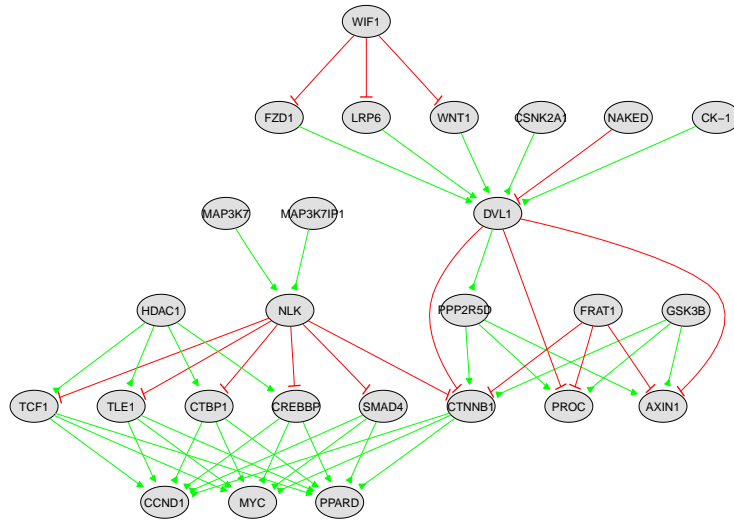 WIF1
FZD1 LRP6 WNT1 CSNK2A1 NAKED CK−1
MAP3K7 MAP3K7IP1 DVL1
HDAC1 NLK PPP2R5D FRAT1 GSK3B
TCF1 TLE1 CTBP1 CREBBP SMAD4 CTNNB1 PROC AXIN1
CCND1 MYC PPARD